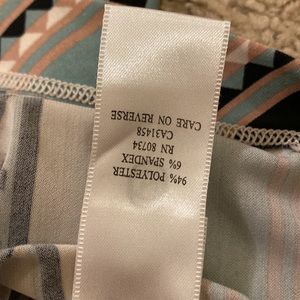 94% POLYESTER
6% SPANDEX
RN 80734
CA31458
CARE ON REVERSE